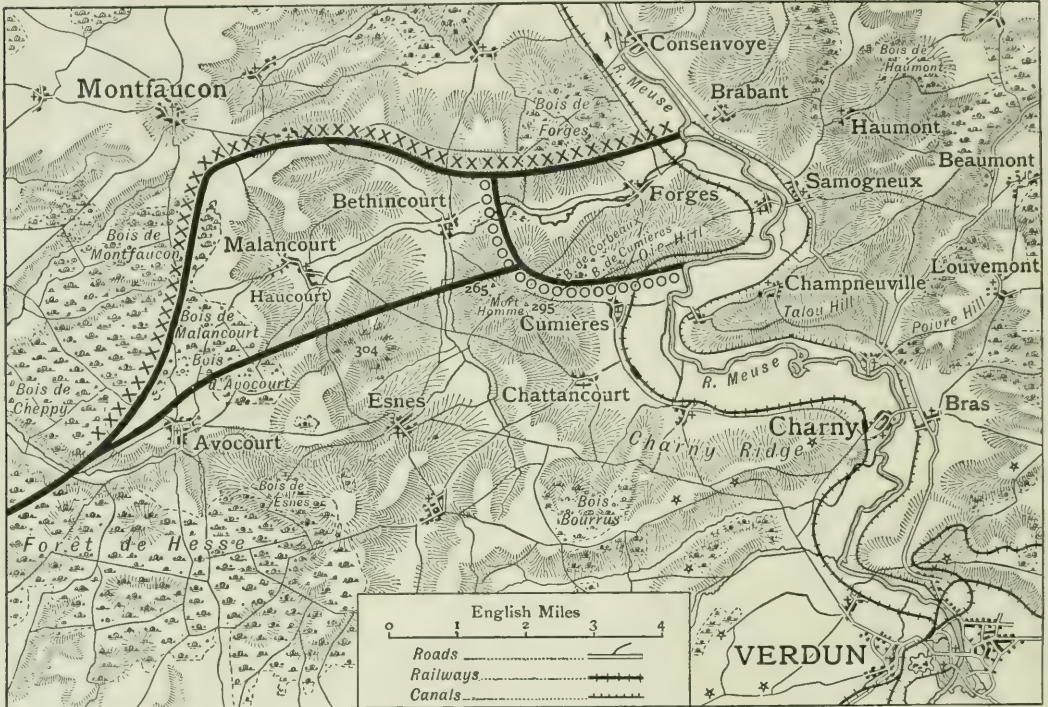 Consenvoye
Bois de
Haumont
Montfaucon
R. Meuse
Brabant
Bois de
Forges
Haumont
Beaumont
Bethincourt
Forges
Samogneux
Bois de
Montfaucon
Malancourt
B. de Corbeaux
B. de Cumières
Oie-Hill
Louvemont
Haucourt
265
Mort
Homme
295
Champneuville
Talou Hill
Poivre Hill
Bois de
Malancourt
Cumières
304
Bois
d'Avocourt
Bois de
Cheppy
R. Meuse
Esnes
Chattancourt
Bras
Avocourt
Charny
Charny Ridge
Bois de
Esnes
Bois
Bourrus
Forêt de Hesse
English Miles
0 1 2 3 4
Roads
Railways
Canals
VERDUN